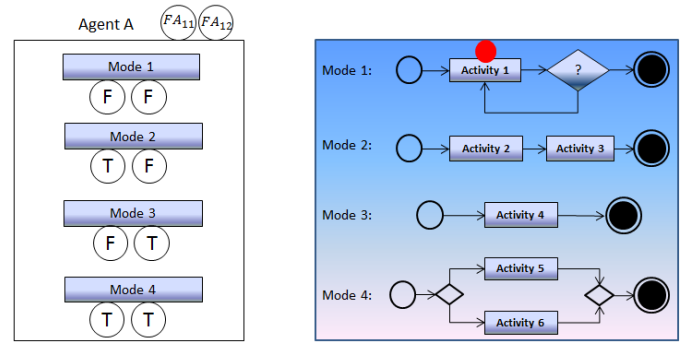 Agent A FA11 FA12
Mode 1
F F
Mode 2
T F
Mode 3
F T
Mode 4
T T
Mode 1: Activity 1 ?
Mode 2: Activity 2 Activity 3
Mode 3: Activity 4
Activity 5
Mode 4:
Activity 6